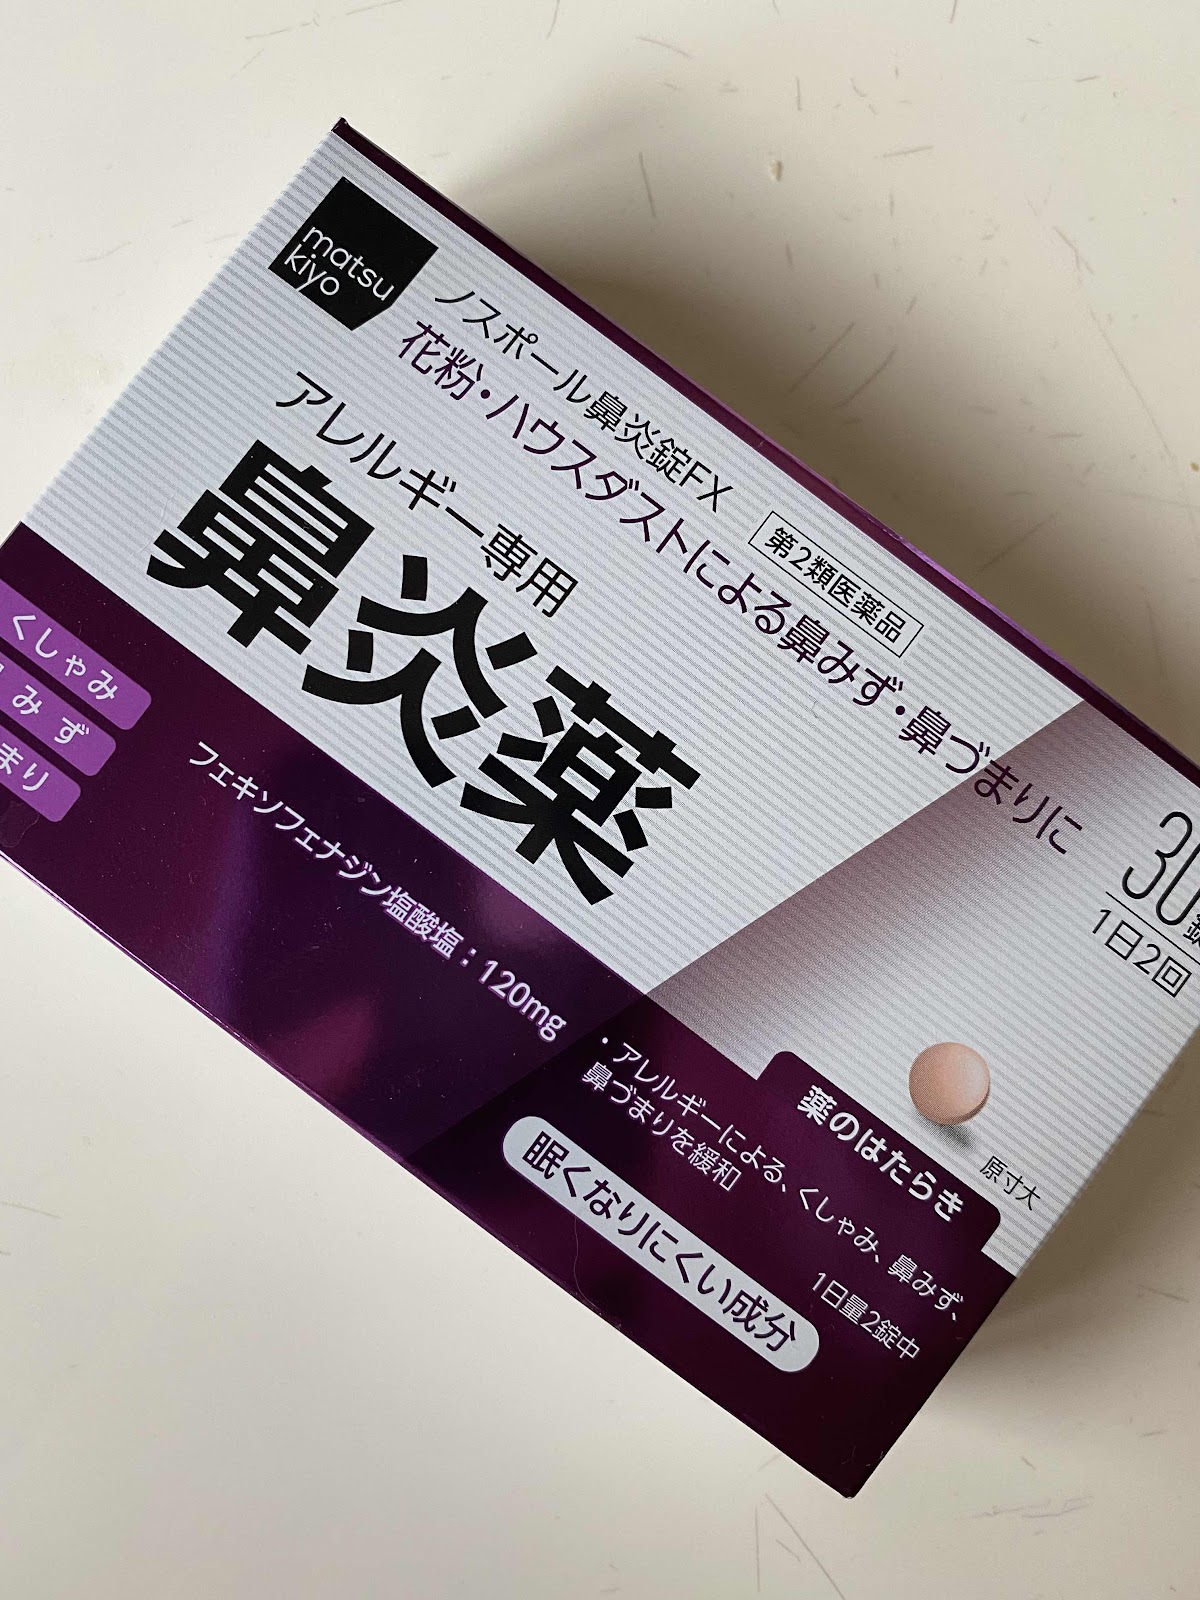 matsu
kiyo
ノスポール鼻炎錠FX
第2類医薬品
花粉・ハウスダストによる鼻みず・鼻づまりに
アレルギー専用
鼻炎薬
30錠
1日2回
くしゃみ
みず
まり
フェキソフェナジン塩酸塩：120mg
原寸大
薬のはたらき
・アレルギーによる、くしゃみ、鼻みず、
鼻づまりを緩和
1日量2錠中
眠くなりにくい成分